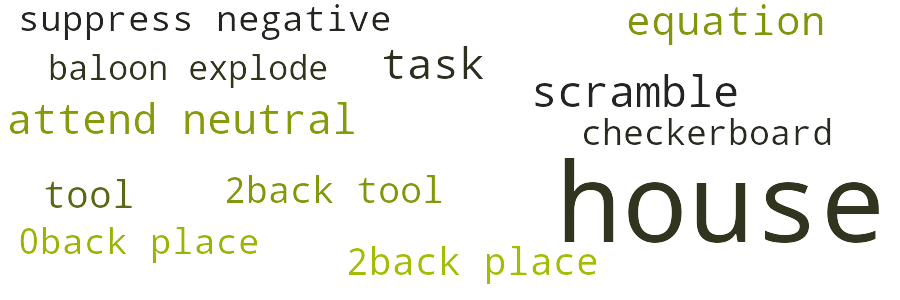 suppress negative
equation
baloon explode
task
scramble
attend neutral
checkerboard
tool
2back tool
house
0back place
2back place